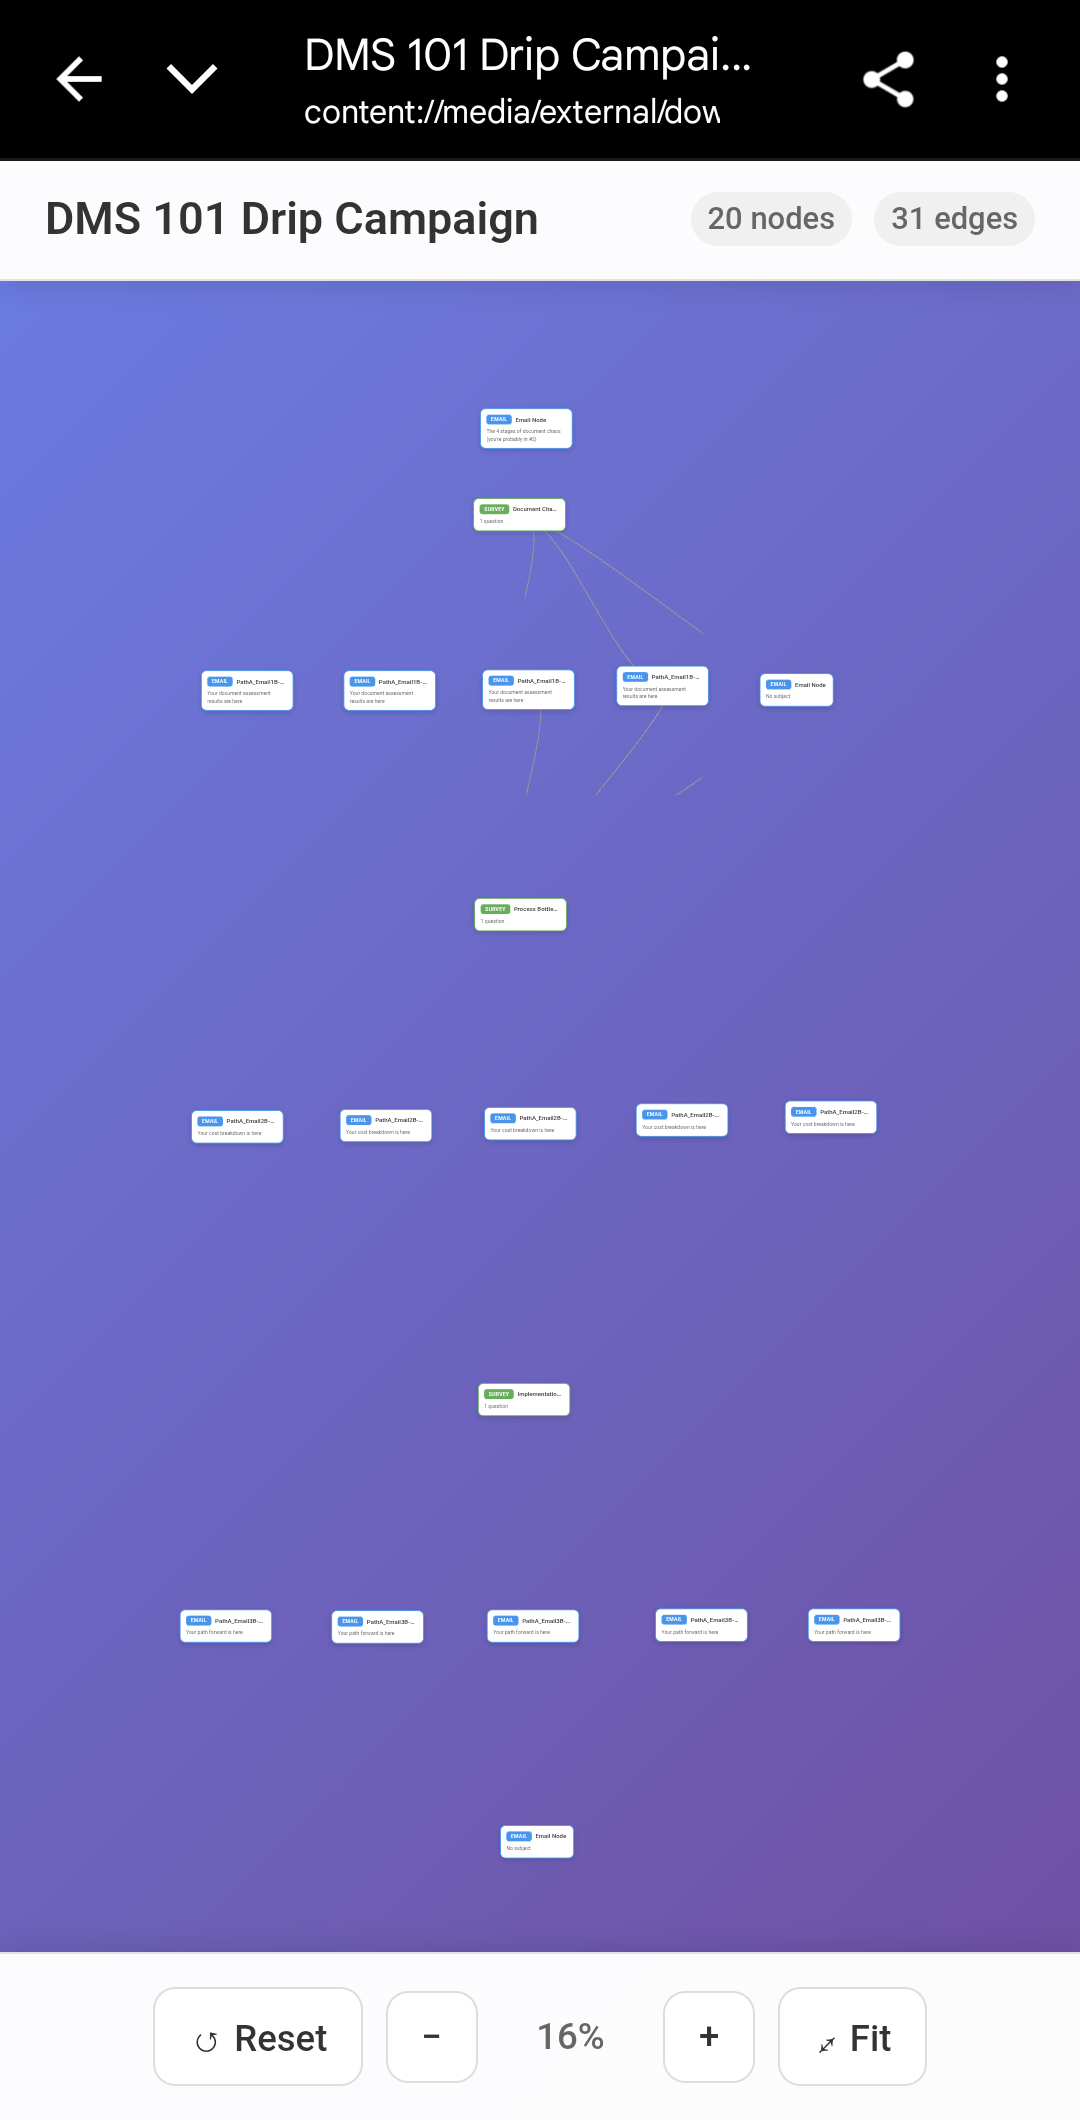 DMS 101 Drip Campai...
content://media/external/dow
DMS 101 Drip Campaign
20 nodes
31 edges
EMAIL Email Node
The 4 stages of document chaos
(you're probably in #2)
SURVEY Document Cha...
1 question
EMAIL PathA_Email1B-...
Your document assessment
results are here
EMAIL PathA_Email1B-...
Your document assessment
results are here
EMAIL PathA_Email1B-...
Your document assessment
results are here
EMAIL PathA_Email1B-...
Your document assessment
results are here
EMAIL Email Node
No subject
SURVEY Process Bottle...
1 question
EMAIL PathA_Email2B-...
Your cost breakdown is here
EMAIL PathA_Email2B-...
Your cost breakdown is here
EMAIL PathA_Email2B-...
Your cost breakdown is here
EMAIL PathA_Email2B-...
Your cost breakdown is here
EMAIL PathA_Email2B-...
Your cost breakdown is here
SURVEY Implementatio...
1 question
EMAIL PathA_Email3B-...
Your path forward is here
EMAIL PathA_Email3B-...
Your path forward is here
EMAIL PathA_Email3B-...
Your path forward is here
EMAIL PathA_Email3B-...
Your path forward is here
EMAIL PathA_Email3B-...
Your path forward is here
EMAIL Email Node
No subject
Reset
−
16%
+
Fit